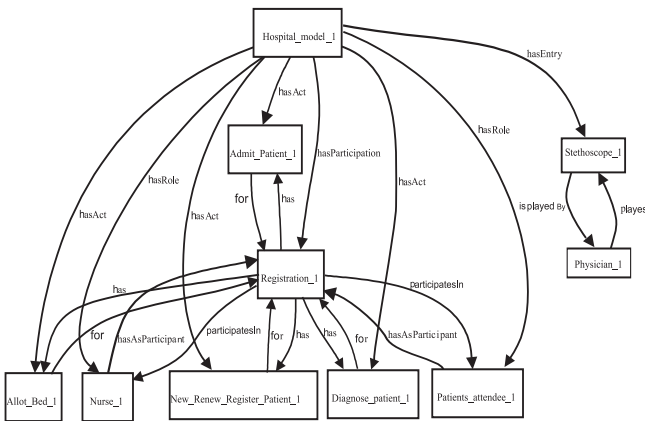 Hospital_model_1
hasEntry
hasAct
hasRole
Stethoscope_1
Admit_Patient_1
hasParticipation
hasRole
hasAct
hasAct
hasAct
for
has
is played By
playes
Physician_1
Registration_1
participatesIn
has
for
hasAsParticipant
participatesIn
for
has
has
for
hasAsParticipant
Allot_Bed_1
Nurse_1
New_Renew_Register_Patient_1
Diagnose_patient_1
Patients_attendee_1